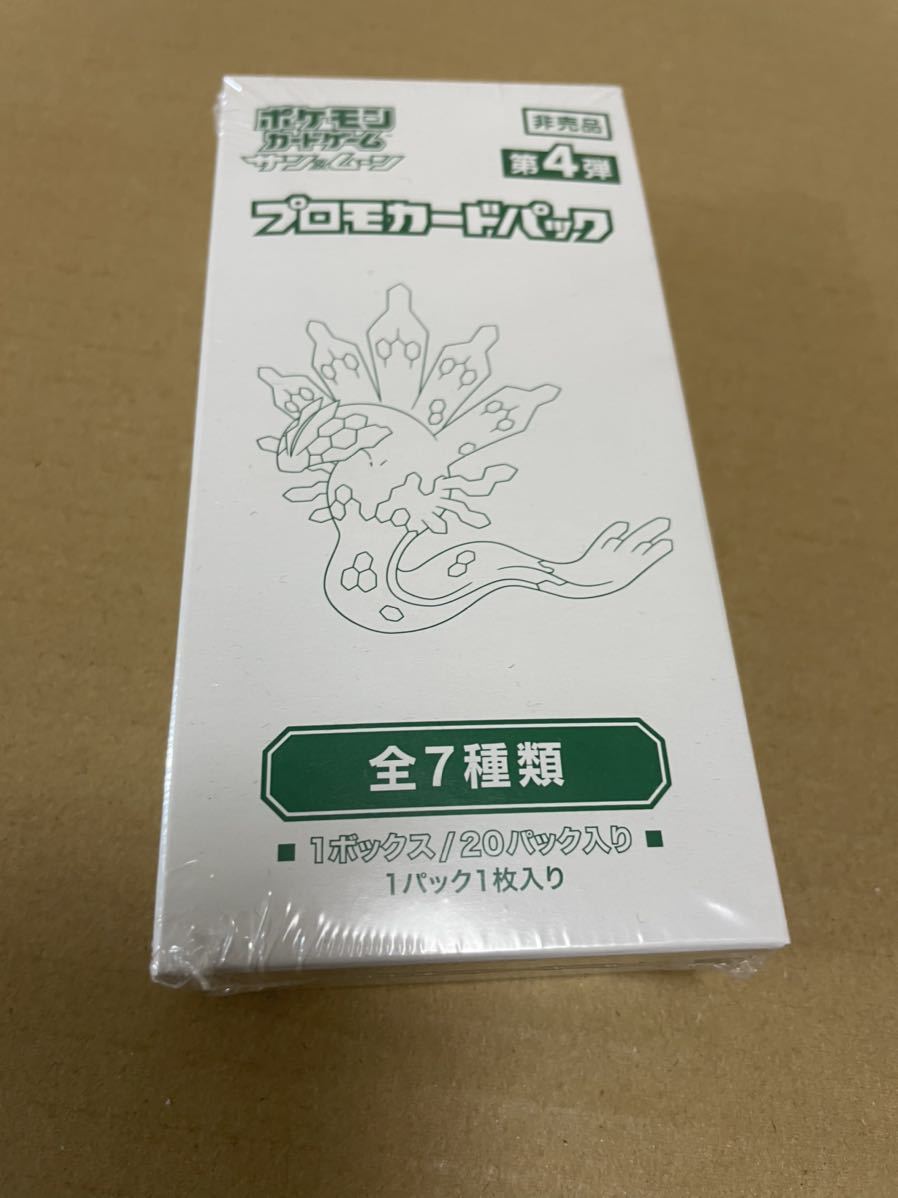 ポケモン
カードゲーム
サン&ムーン
非売品
第4弾
プロモカードパック
全7種類
■ 1ボックス/20パック入り ■
1パック1枚入り